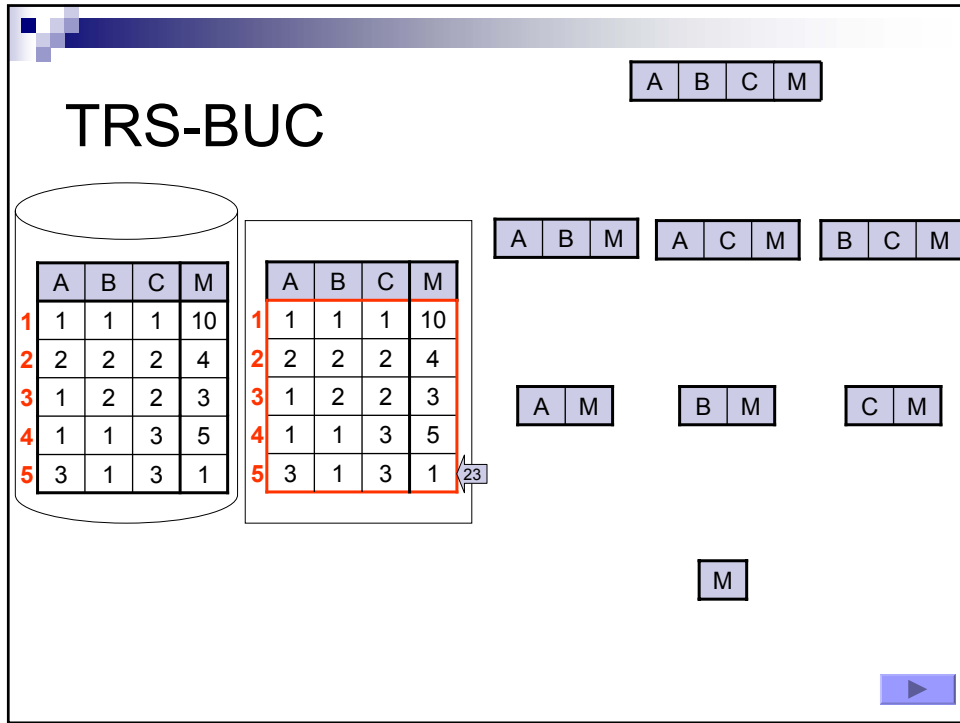 A B C M
TRS-BUC
A B M
A C M
B C M
A B C M
1 1 1 1 10
2 2 2 2 4
3 1 2 2 3
4 1 1 3 5
5 3 1 3 1
A B C M
1 1 1 1 10
2 2 2 2 4
3 1 2 2 3
4 1 1 3 5
5 3 1 3 1 23
A M
B M
C M
M